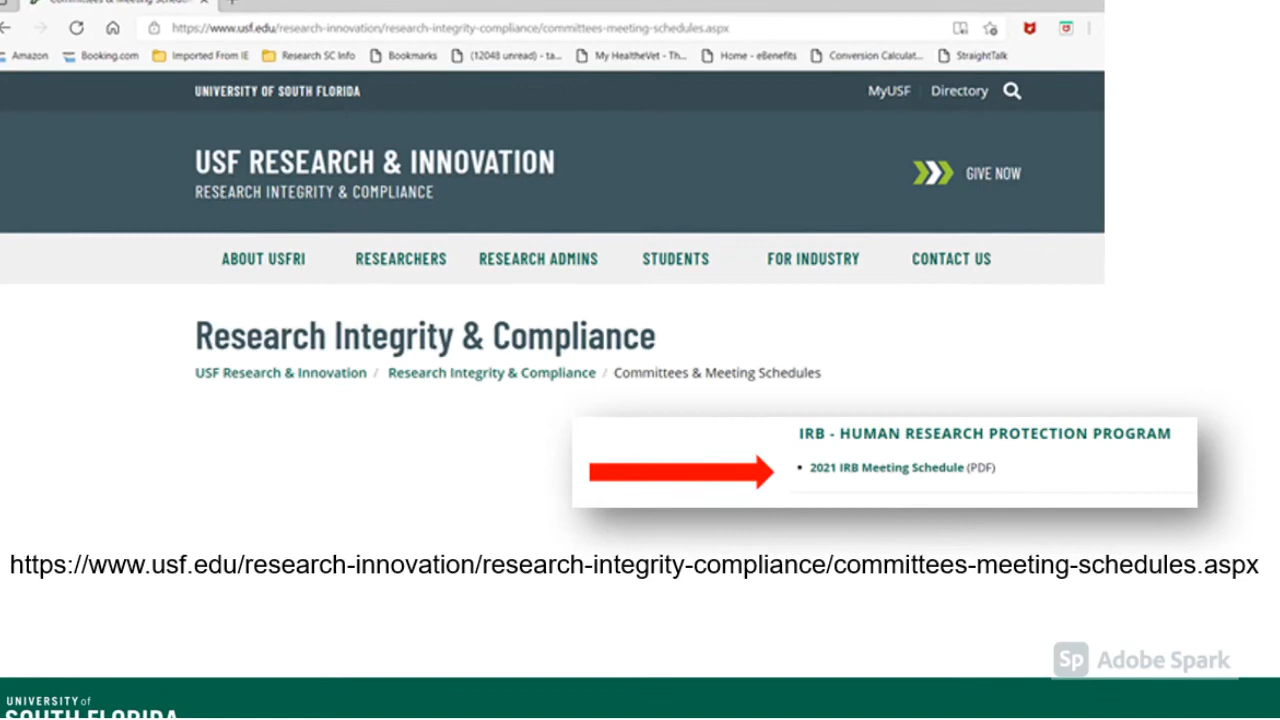 https://www.usf.edu/research-innovation/research-integrity-compliance/committees-meeting-schedules.aspx
Amazon Booking.com Imported From IE Research SC Info Bookmarks (12048 unread) - ta... My HealtheVet - Th... Home - eBenefits Conversion Calculat... StraightTalk
UNIVERSITY OF SOUTH FLORIDA MyUSF Directory
USF RESEARCH & INNOVATION
RESEARCH INTEGRITY & COMPLIANCE
GIVE NOW
ABOUT USFRI RESEARCHERS RESEARCH ADMINS STUDENTS FOR INDUSTRY CONTACT US
Research Integrity & Compliance
USF Research & Innovation / Research Integrity & Compliance / Committees & Meeting Schedules
IRB - HUMAN RESEARCH PROTECTION PROGRAM
• 2021 IRB Meeting Schedule (PDF)
https://www.usf.edu/research-innovation/research-integrity-compliance/committees-meeting-schedules.aspx
Sp Adobe Spark
UNIVERSITY of
SOUTH FLORIDA